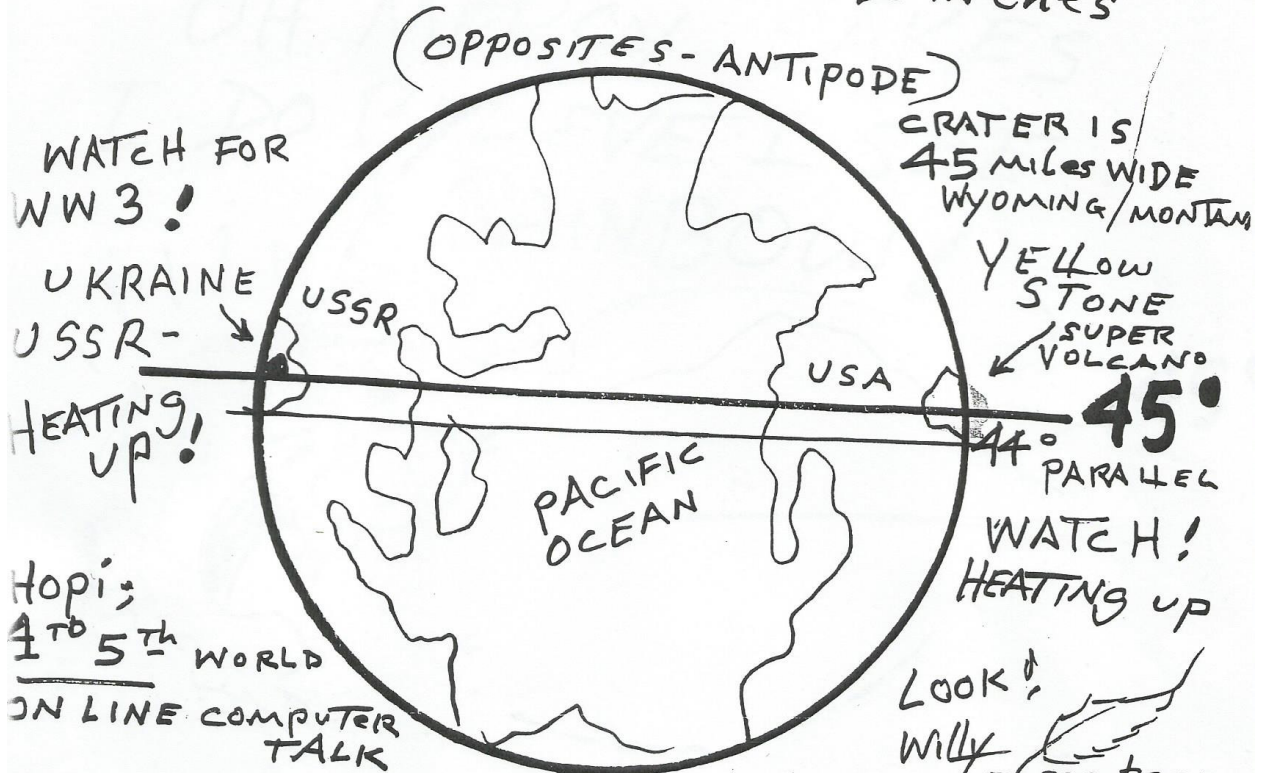 (OPPOSITES - ANTIPODE)
CRATER IS
45 Miles WIDE
WYOMING/MONTAN
WATCH FOR
WW3!
UKRAINE
USSR -
HEATING
UP!
USSR
YELLOW
STONE
SUPER
VOLCANO
USA
45°
44°
PARALLEL
PACIFIC
OCEAN
WATCH!
HEATING UP
Hopi;
4 TO 5Th WORLD
ON LINE COMPUTER
TALK
LOOK!
Willy